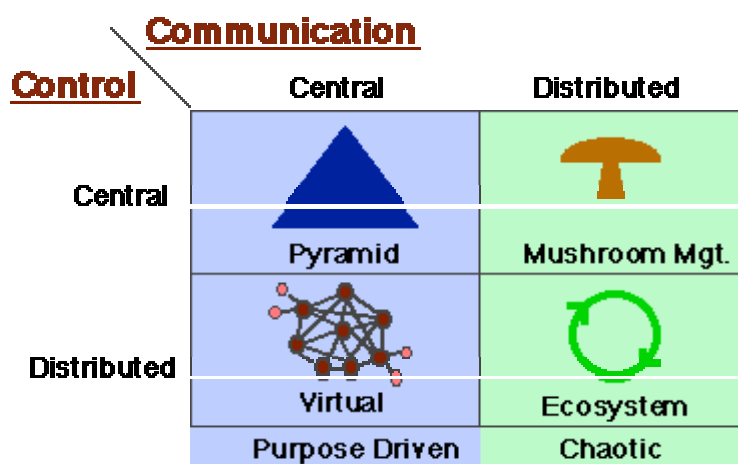 Communication
Control
Central Distributed
Central
Pyramid Mushroom Mgt.
Distributed
Virtual Ecosystem
Purpose Driven Chaotic